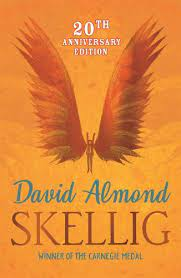 20TH
ANNIVERSARY
EDITION
David Almond
SKELLIG
WINNER OF THE CARNEGIE MEDAL